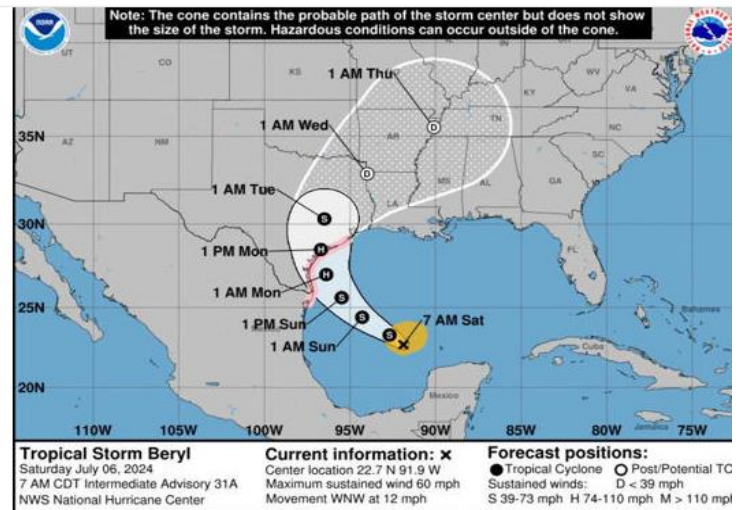 Note: The cone contains the probable path of the storm center but does not show
the size of the storm. Hazardous conditions can occur outside of the cone.
NOAA
UT
CO
KS
WV
VA
1 AM Thu
1 AM Wed
35N
AZ
NM
AR
TN
NC
SC
1 AM Tue
MS
AL
GA
LA
30N
1 PM Mon
FL
1 AM Mon
25N
1 PM Sun
7 AM Sat
Bahamas
1 AM Sun
Cuba
20N
Mexico
Jamaica
110W
105W
100W
95W
90W
85W
80W
75W
D
D
S
H
H
S
S
S
Tropical Storm Beryl
Saturday July 06, 2024
7 AM CDT Intermediate Advisory 31A
NWS National Hurricane Center
Current information: x
Center location 22.7 N 91.9 W
Maximum sustained wind 60 mph
Movement WNW at 12 mph
Forecast positions:
Tropical Cyclone Post/Potential TC
Sustained winds: D < 39 mph
S 39-73 mph H 74-110 mph M > 110 mph